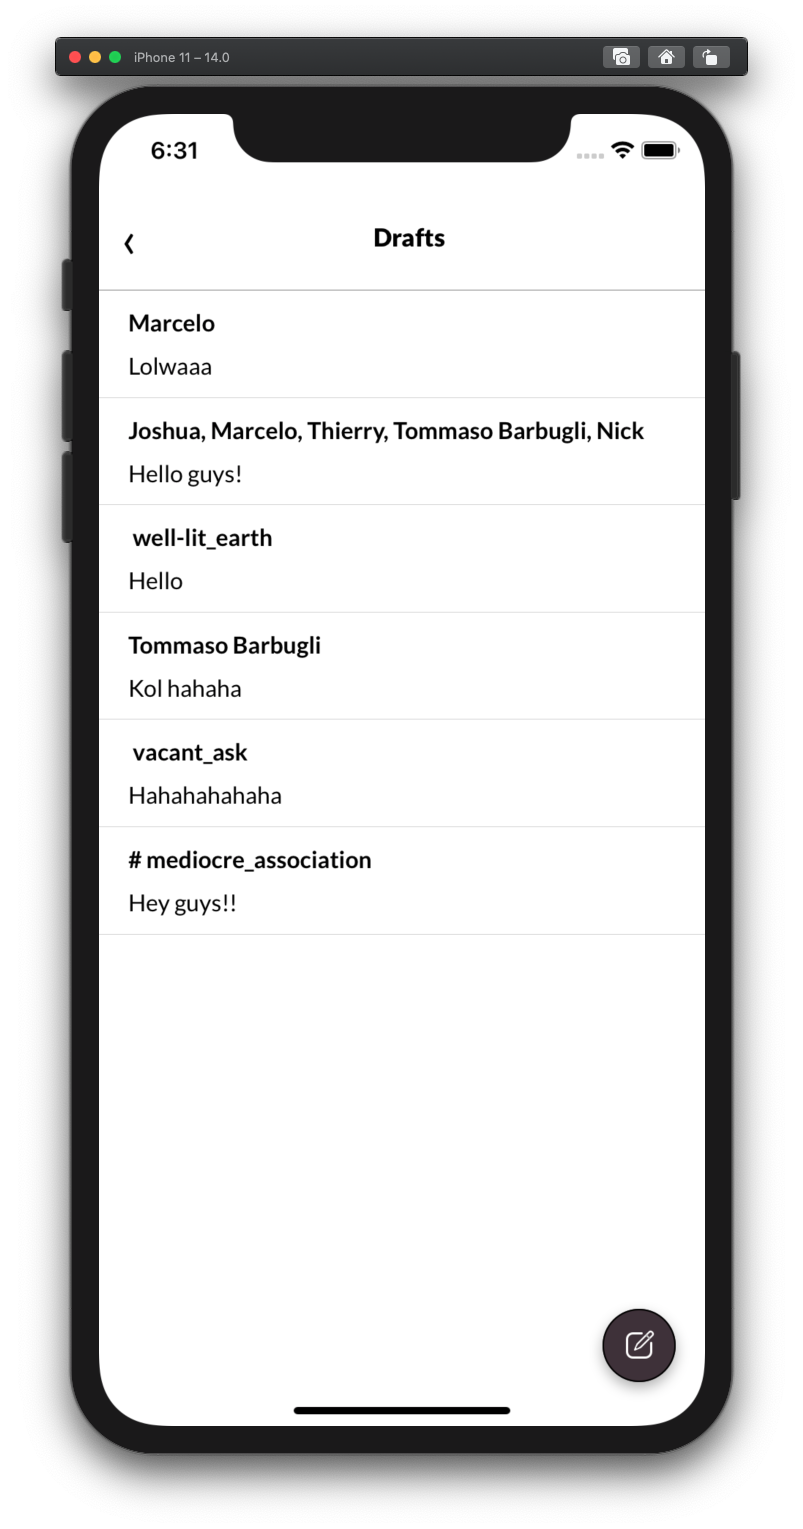 iPhone 11 – 14.0
6:31
Drafts
Marcelo
Lolwaaa
Joshua, Marcelo, Thierry, Tommaso Barbugli, Nick
Hello guys!
well-lit_earth
Hello
Tommaso Barbugli
Kol hahaha
vacant_ask
Hahahahahaha
# mediocre_association
Hey guys!!